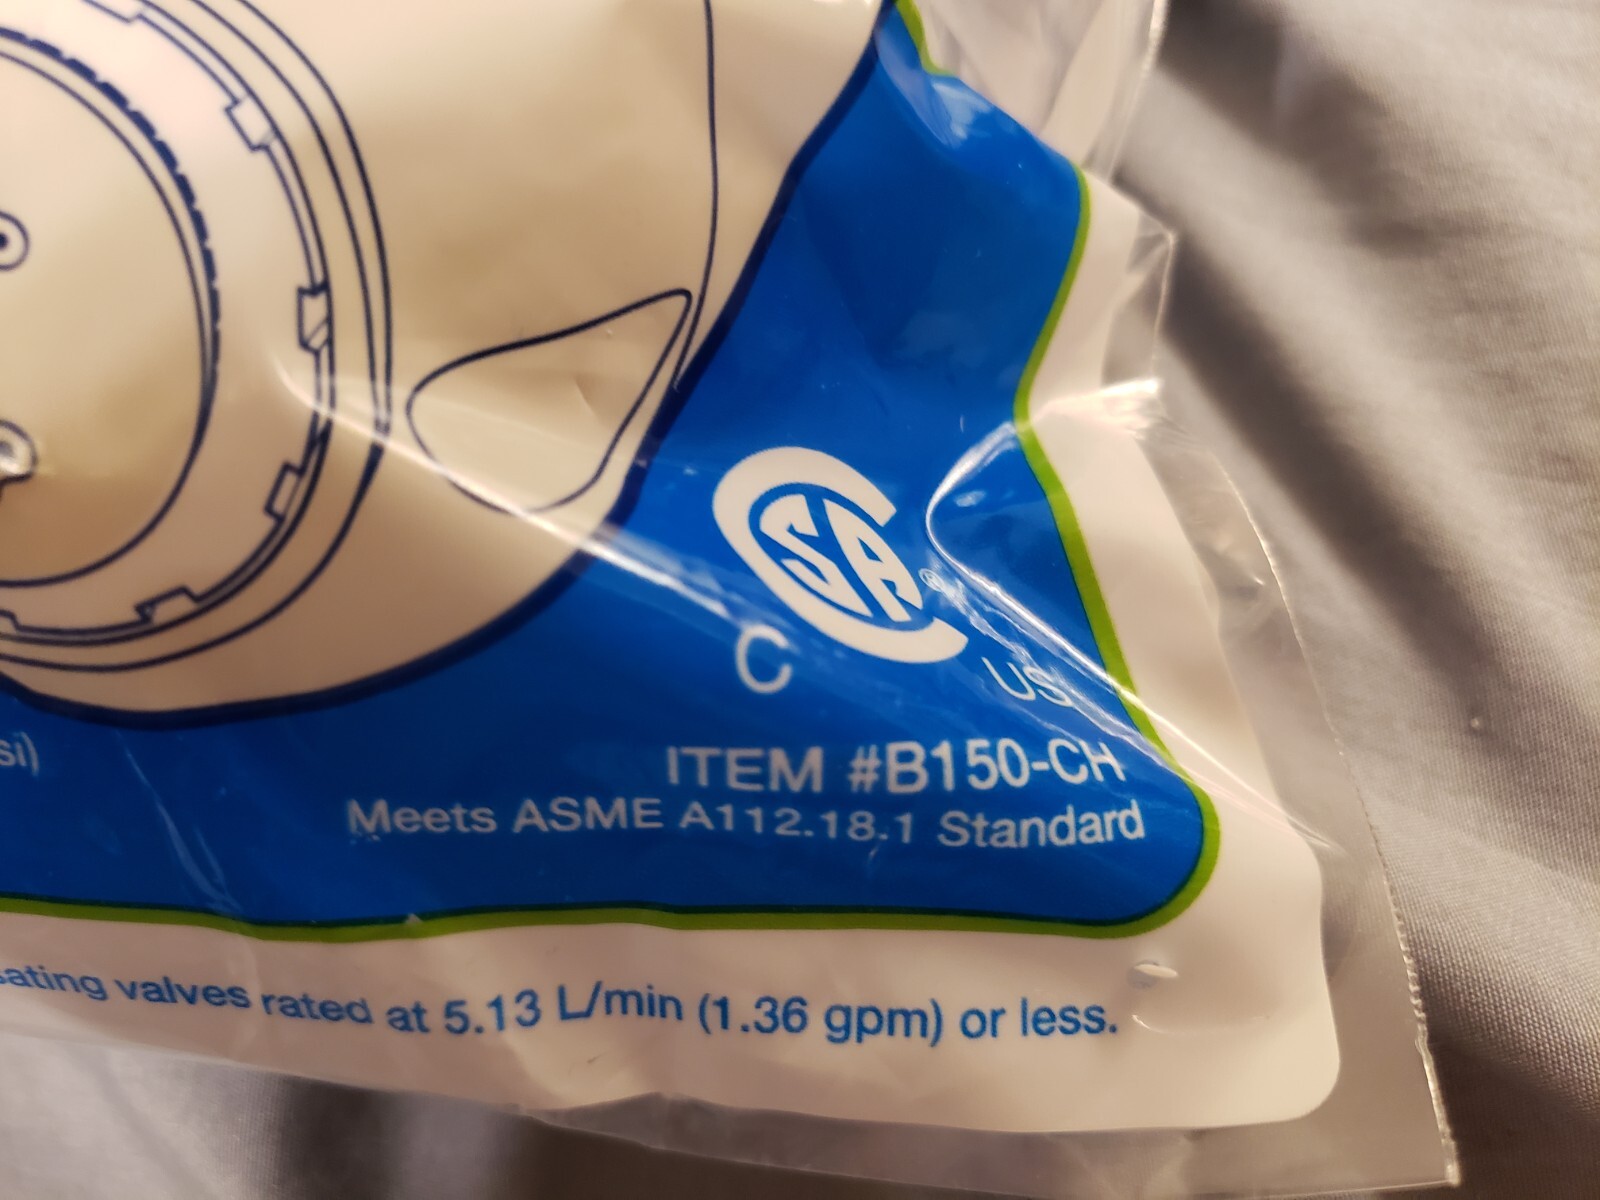 CSA®
C US
si)
ITEM #B150-CH
Meets ASME A112.18.1 Standard
sating valves rated at 5.13 L/min (1.36 gpm) or less.